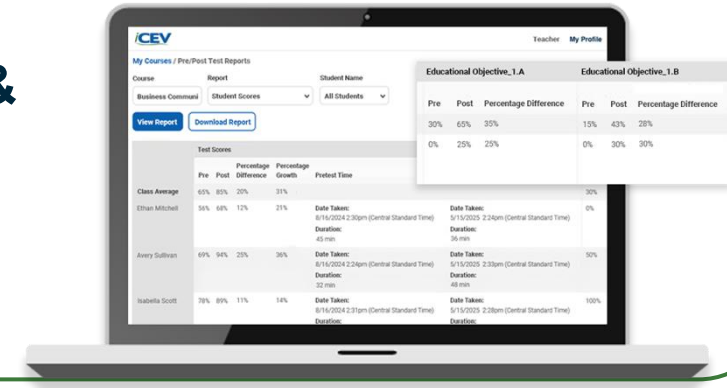 &
iCEV
Teacher My Profile
My Courses / Pre/Post Test Reports
Course Report Student Name
Business Communi Student Scores All Students
View Report Download Report
Educational Objective_1.A Educational Objective_1.B
Pre Post Percentage Difference Pre Post Percentage Difference
30% 65% 35% 15% 43% 28%
0% 25% 25% 0% 30% 30%
Test Scores
Pre Post Percentage Difference Percentage Growth Pretest Time
Class Average 65% 85% 20% 31% 30%
Ethan Mitchell 56% 68% 12% 21% Date Taken: Date Taken: 0%
8/16/2024 2:30pm (Central Standard Time) 5/15/2025 2:24pm (Central Standard Time)
Duration: Duration:
45 min 36 min
Avery Sullivan 69% 94% 25% 36% Date Taken: Date Taken: 50%
8/16/2024 2:24pm (Central Standard Time) 5/15/2025 2:33pm (Central Standard Time)
Duration: Duration:
32 min 48 min
Isabella Scott 78% 89% 11% 14% Date Taken: Date Taken: 100%
8/16/2024 2:31pm (Central Standard Time) 5/15/2025 2:28pm (Central Standard Time)
Duration: Duration: